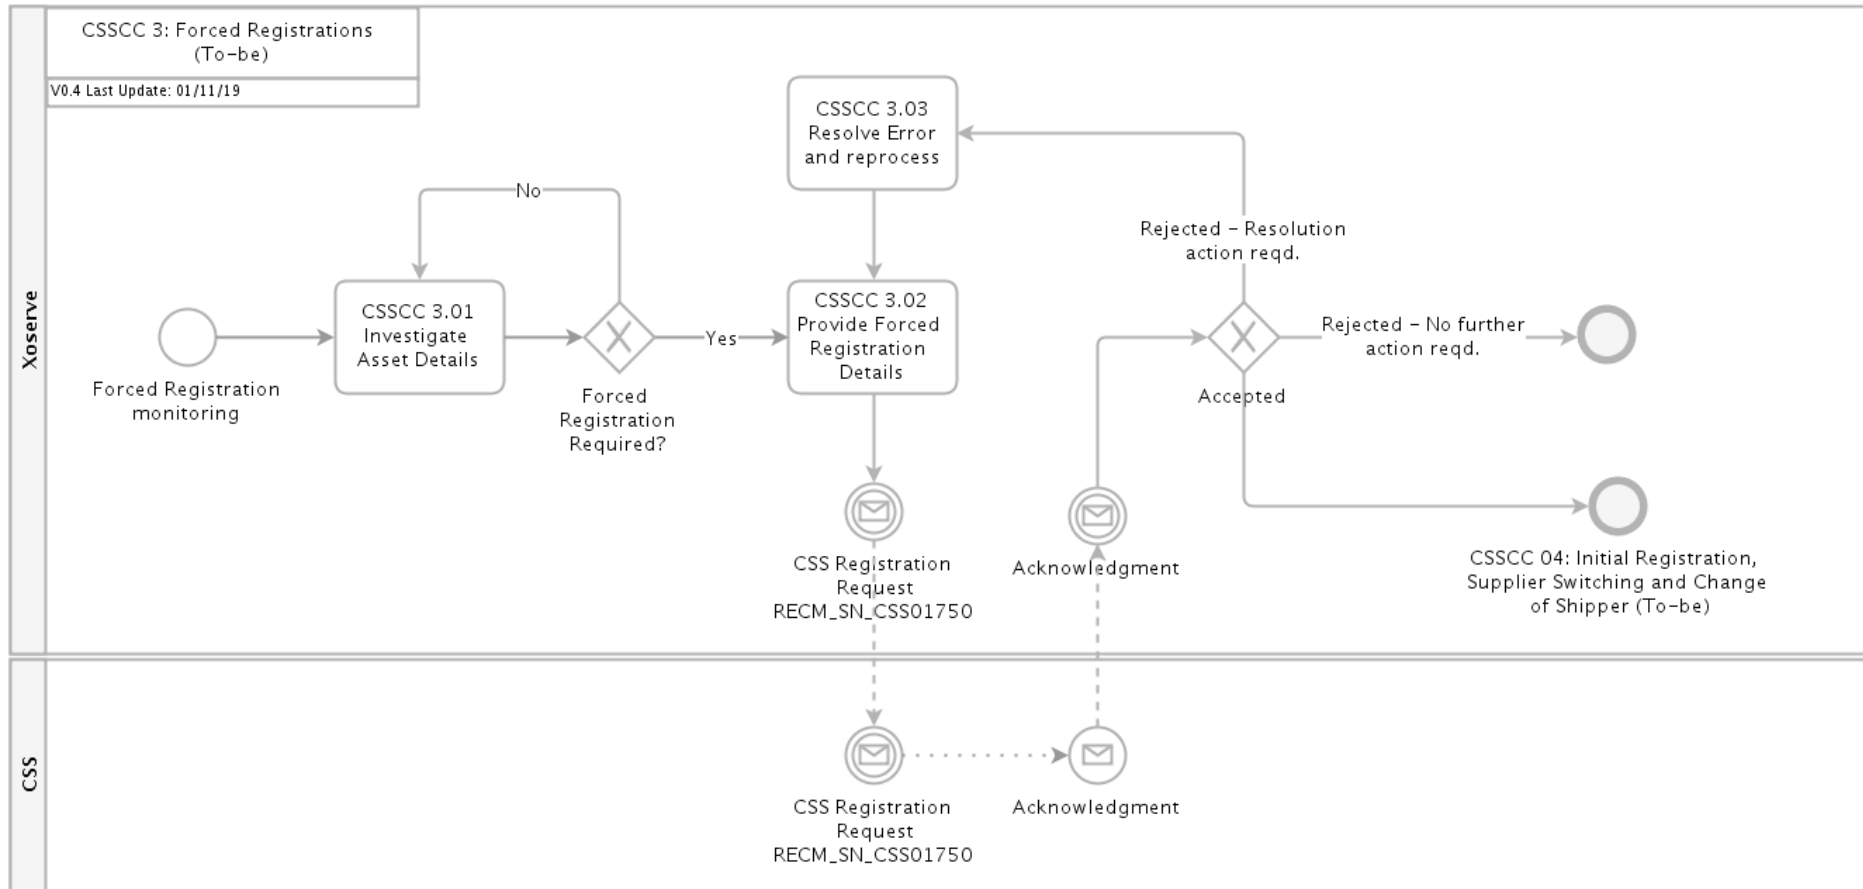 CSSCC 3: Forced Registrations
(To-be)
V0.4 Last Update: 01/11/19
Xoserve
Forced Registration
monitoring
CSSCC 3.01
Investigate
Asset Details
No
Forced
Registration
Required?
Yes
CSSCC 3.03
Resolve Error
and reprocess
CSSCC 3.02
Provide Forced
Registration
Details
CSS Registration
Request
RECM_SN_CSS01750
Acknowledgment
Rejected - Resolution
action reqd.
Rejected - No further
action reqd.
Accepted
CSSCC 04: Initial Registration,
Supplier Switching and Change
of Shipper (To-be)
CSS
CSS Registration
Request
RECM_SN_CSS01750
Acknowledgment